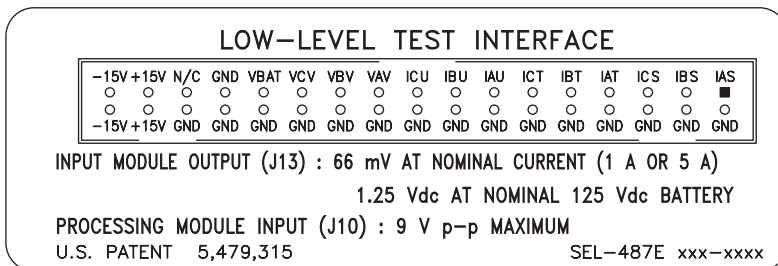 LOW-LEVEL TEST INTERFACE
-15V +15V N/C GND VBAT VCV VBV VAV ICU IBU IAU ICT IBT IAT ICS IBS IAS
-15V +15V GND GND GND GND GND GND GND GND GND GND GND GND GND GND GND
INPUT MODULE OUTPUT (J13) : 66 mV AT NOMINAL CURRENT (1 A OR 5 A)
1.25 Vdc AT NOMINAL 125 Vdc BATTERY
PROCESSING MODULE INPUT (J10) : 9 V p-p MAXIMUM
U.S. PATENT 5,479,315 SEL-487E xxx-xxxx